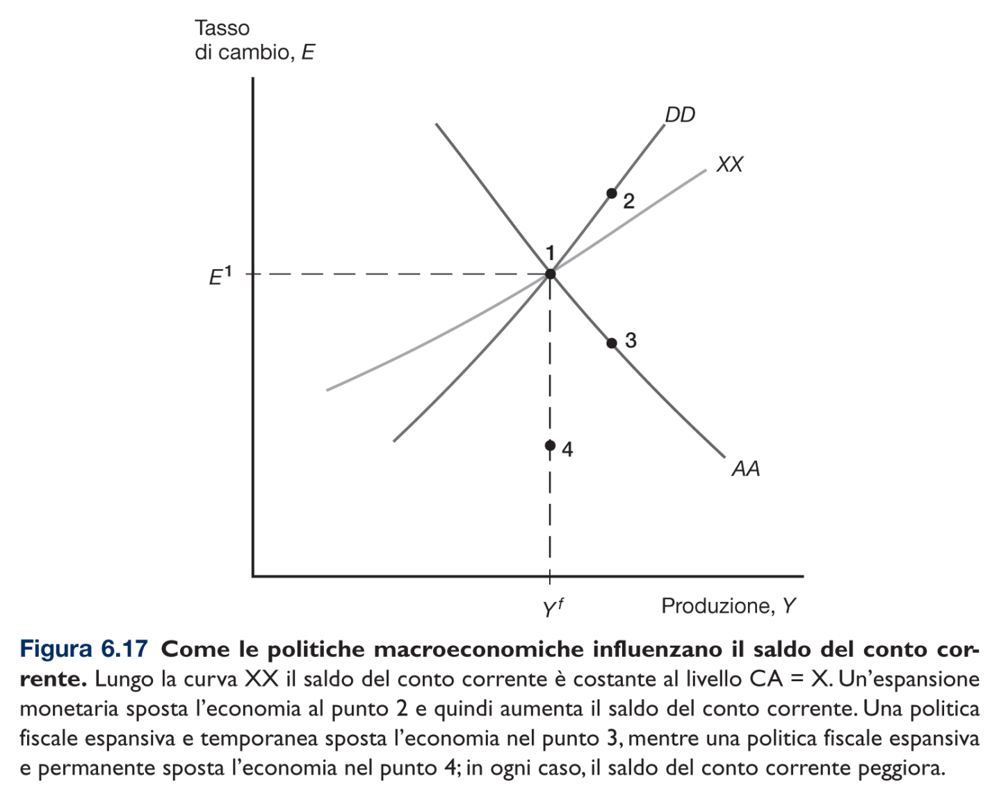 Tasso
di cambio, E
DD
XX
2
1
E¹
3
4
AA
Yᶠ
Produzione, Y
Figura 6.17 Come le politiche macroeconomiche influenzano il saldo del conto cor-
rente. Lungo la curva XX il saldo del conto corrente è costante al livello CA = X. Un’espansione
monetaria sposta l’economia al punto 2 e quindi aumenta il saldo del conto corrente. Una politica
fiscale espansiva e temporanea sposta l’economia nel punto 3, mentre una politica fiscale espansiva
e permanente sposta l’economia nel punto 4; in ogni caso, il saldo del conto corrente peggiora.